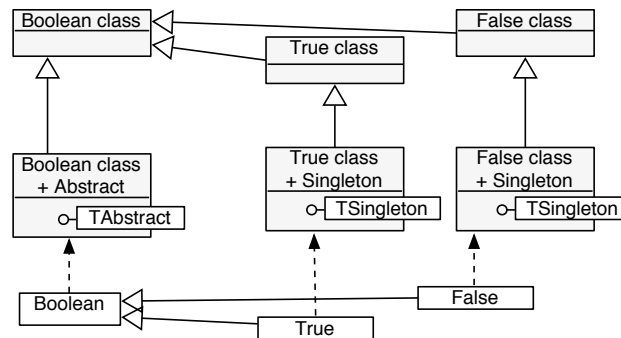 Boolean class
True class
False class
Boolean class
+ Abstract
TAbstract
True class
+ Singleton
TSingleton
False class
+ Singleton
TSingleton
Boolean
True
False